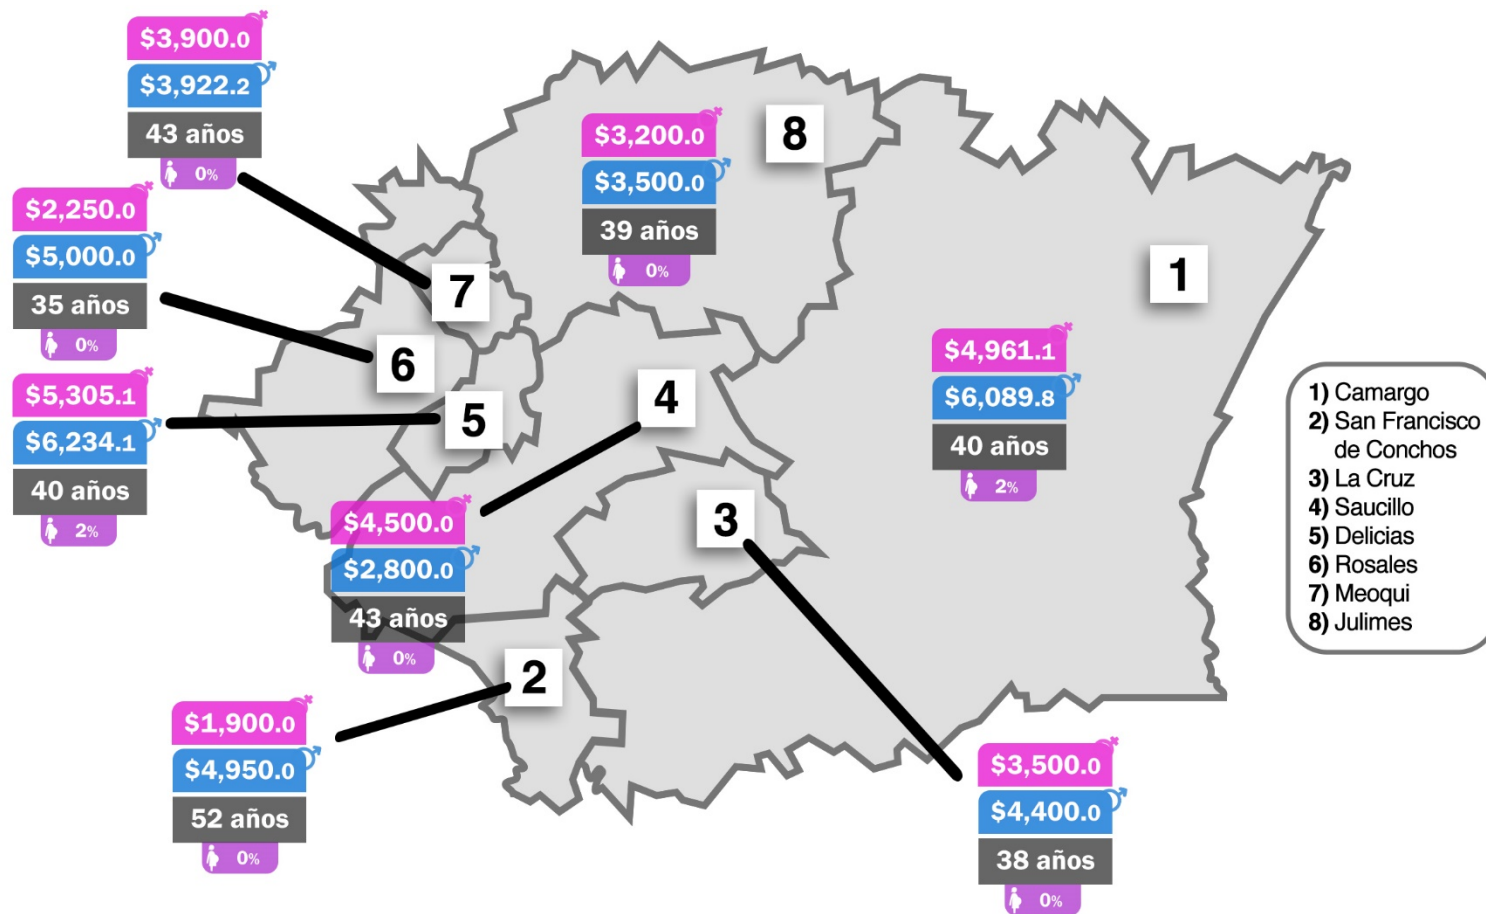 $3,900.0
$3,922.2
43 años
0%
$2,250.0
$5,000.0
35 años
0%
$5,305.1
$6,234.1
40 años
2%
$3,200.0
$3,500.0
39 años
0%
8
7
6
5
4
1
$4,961.1
$6,089.8
40 años
2%
$4,500.0
$2,800.0
43 años
0%
3
2
$1,900.0
$4,950.0
52 años
0%
$3,500.0
$4,400.0
38 años
0%
1) Camargo
2) San Francisco
de Conchos
3) La Cruz
4) Saucillo
5) Delicias
6) Rosales
7) Meoqui
8) Julimes